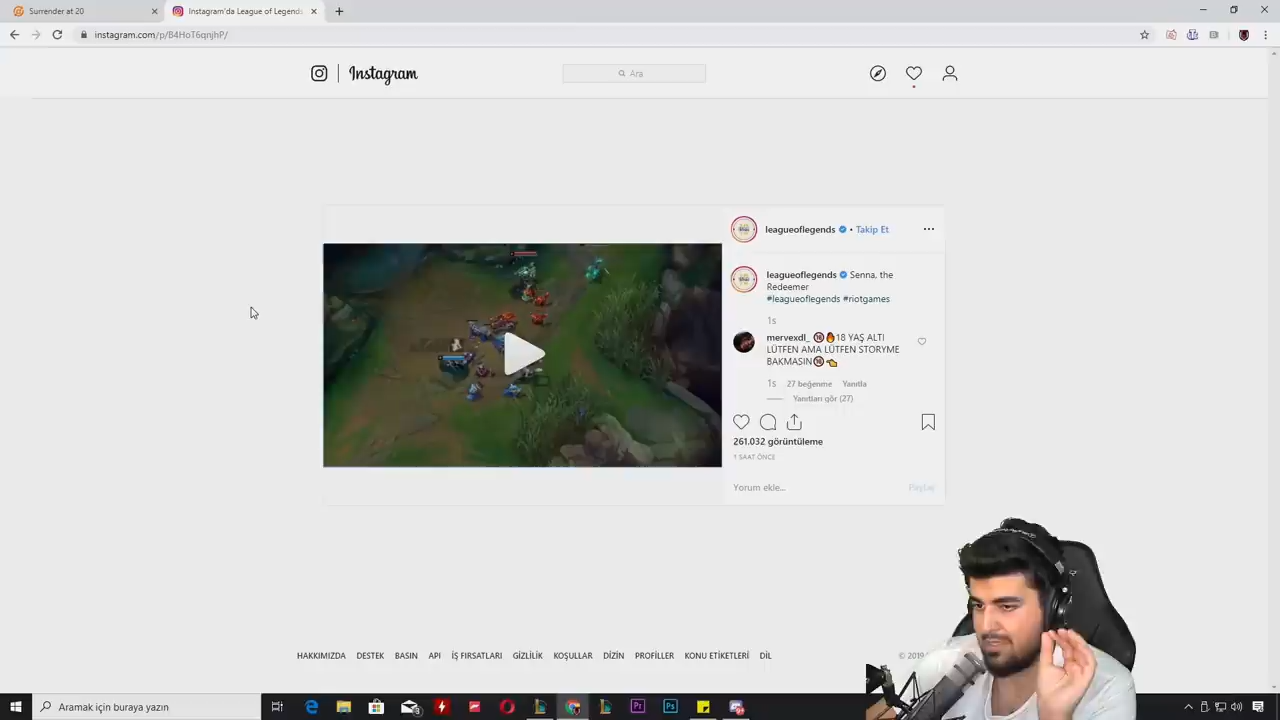 Surrender at 20
Instagram'da League of Legends
instagram.com/p/B4HoT6qnjhP/
Instagram
Ara
leagueoflegends • Takip Et
leagueoflegends Senna, the
Redeemer
#leagueoflegends #riotgames
1s
mervexdl_ 🔞🔥18 YAŞ ALTI
LÜTFEN AMA LÜTFEN STORYME
BAKMASIN🔞👈
1s 27 beğenme Yanıtla
Yanıtları gör (27)
261.032 görüntüleme
1 SAAT ÖNCE
Yorum ekle... Paylaş
HAKKIMIZDA DESTEK BASIN API İŞ FIRSATLARI GİZLİLİK KOŞULLAR DİZİN PROFİLLER KONU ETİKETLERİ DİL © 2019
Aramak için buraya yazın